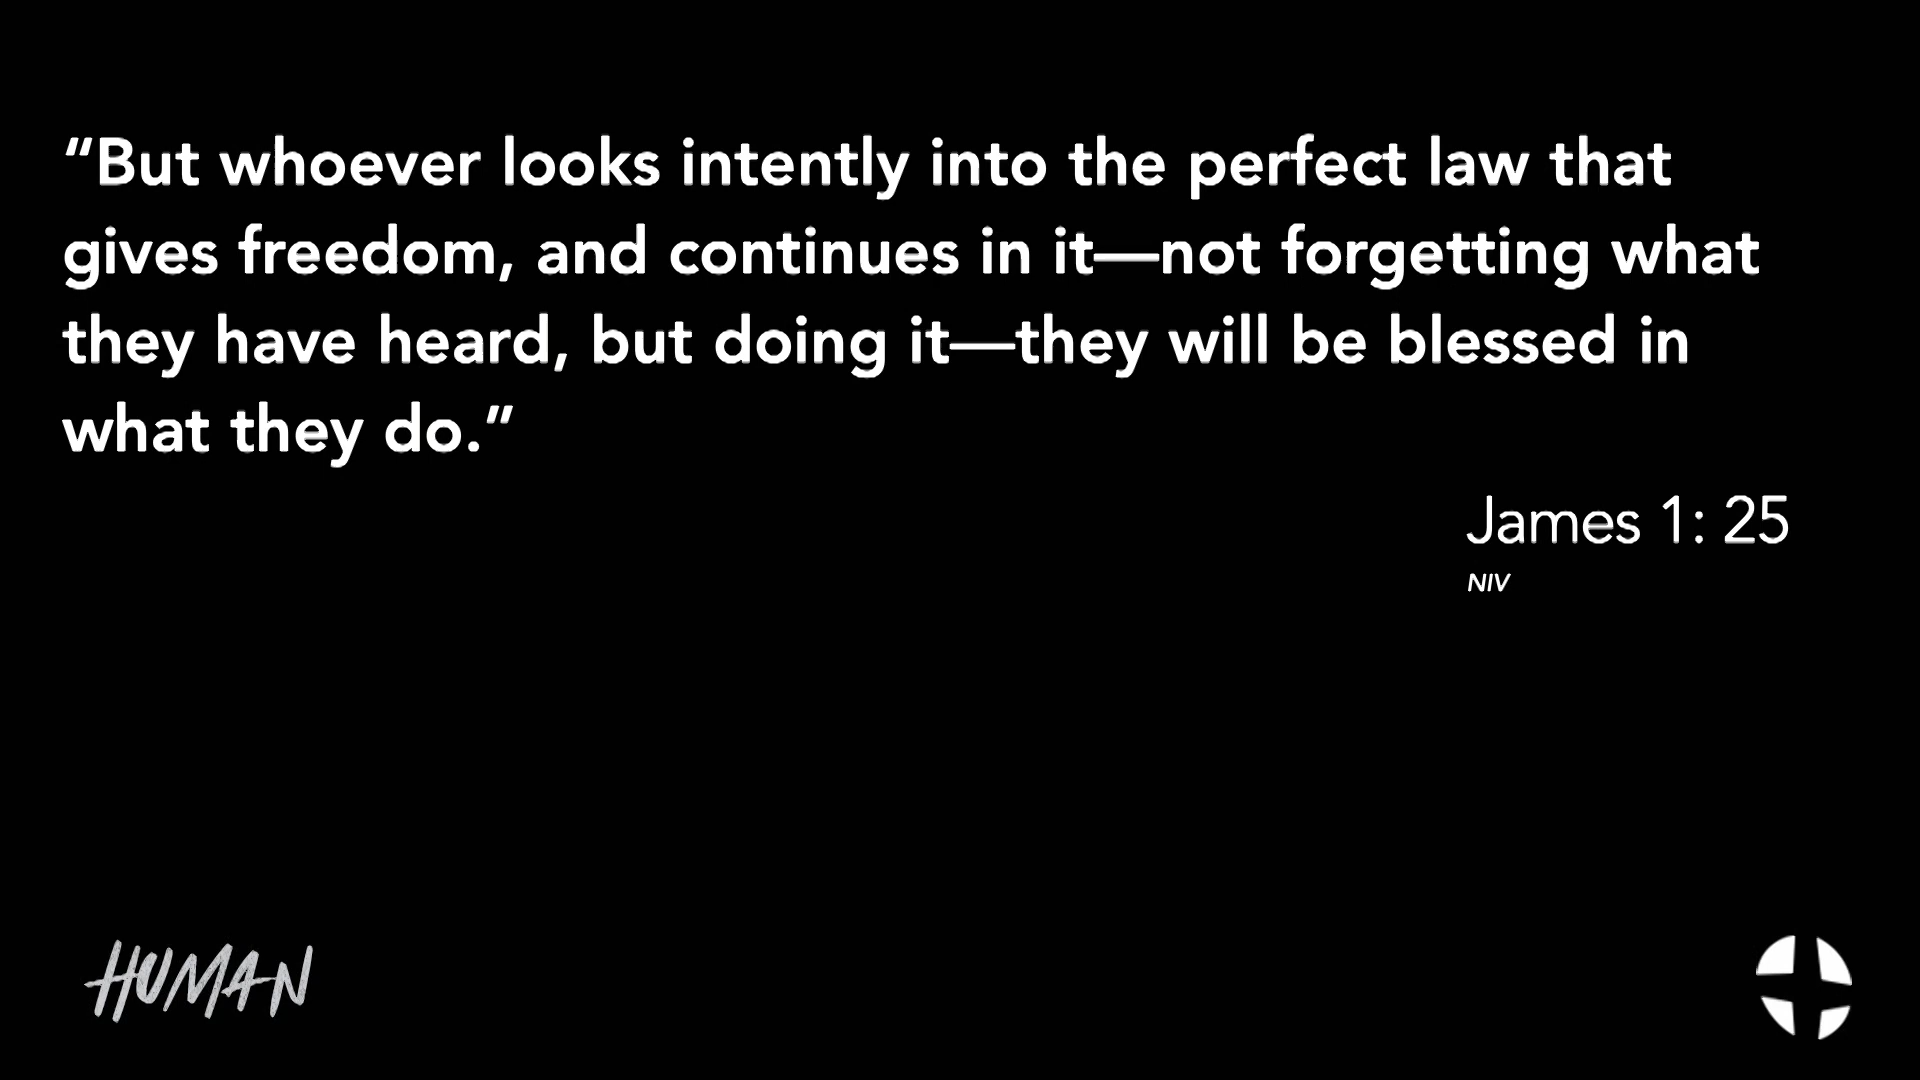 “But whoever looks intently into the perfect law that
gives freedom, and continues in it—not forgetting what
they have heard, but doing it—they will be blessed in
what they do.”
James 1: 25
NIV
HUMAN